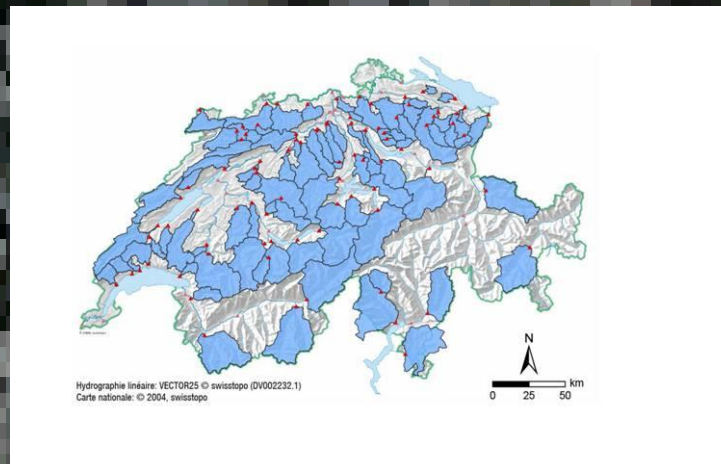 N
Hydrographie linéaire: VECTOR25 © swisstopo (DV002232.1)
Carte nationale: © 2004, swisstopo
km
0 25 50